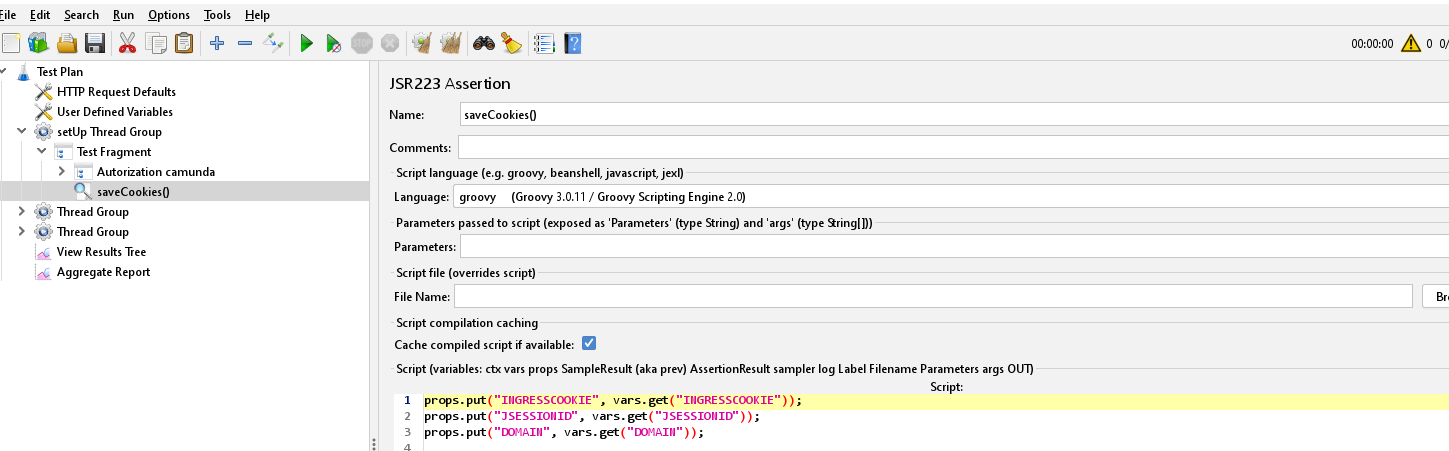 File Edit Search Run Options Tools Help
STOP
00:00:00 0 0/
Test Plan
HTTP Request Defaults
User Defined Variables
setUp Thread Group
Test Fragment
Autorization camunda
saveCookies()
Thread Group
Thread Group
View Results Tree
Aggregate Report
JSR223 Assertion
Name: saveCookies()
Comments:
Script language (e.g. groovy, beanshell, javascript, jexl)
Language: groovy (Groovy 3.0.11 / Groovy Scripting Engine 2.0)
Parameters passed to script (exposed as 'Parameters' (type String) and 'args' (type String[]))
Parameters:
Script file (overrides script)
File Name: Bro
Script compilation caching
Cache compiled script if available:
Script (variables: ctx vars props SampleResult (aka prev) AssertionResult sampler log Label Filename Parameters args OUT)
Script:
1 props.put("INGRESSCOOKIE", vars.get("INGRESSCOOKIE"));
2 props.put("JSESSIONID", vars.get("JSESSIONID"));
3 props.put("DOMAIN", vars.get("DOMAIN"));
4